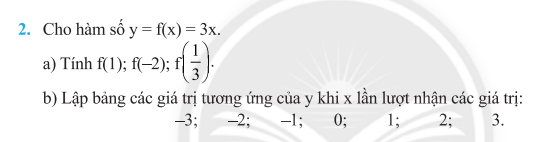 2. Cho hàm số y = f(x) = 3x.
a) Tính f(1); f(–2); f(1/3).
b) Lập bảng các giá trị tương ứng của y khi x lần lượt nhận các giá trị:
–3; –2; –1; 0; 1; 2; 3.